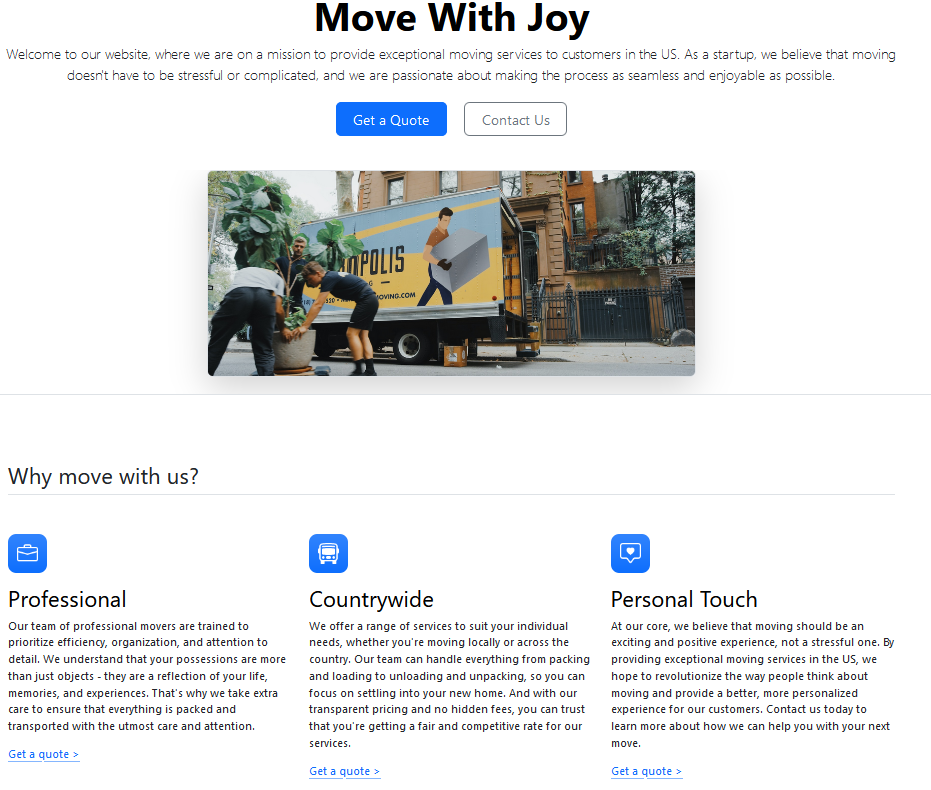 Move With Joy
Welcome to our website, where we are on a mission to provide exceptional moving services to customers in the US. As a startup, we believe that moving
doesn't have to be stressful or complicated, and we are passionate about making the process as seamless and enjoyable as possible.
Get a Quote
Contact Us
OPOLIS
OVING.COM
Why move with us?
Professional
Our team of professional movers are trained to
prioritize efficiency, organization, and attention to
detail. We understand that your possessions are more
than just objects - they are a reflection of your life,
memories, and experiences. That's why we take extra
care to ensure that everything is packed and
transported with the utmost care and attention.
Get a quote >
Countrywide
We offer a range of services to suit your individual
needs, whether you're moving locally or across the
country. Our team can handle everything from packing
and loading to unloading and unpacking, so you can
focus on settling into your new home. And with our
transparent pricing and no hidden fees, you can trust
that you're getting a fair and competitive rate for our
services.
Get a quote >
Personal Touch
At our core, we believe that moving should be an
exciting and positive experience, not a stressful one. By
providing exceptional moving services in the US, we
hope to revolutionize the way people think about
moving and provide a better, more personalized
experience for our customers. Contact us today to
learn more about how we can help you with your next
move.
Get a quote >